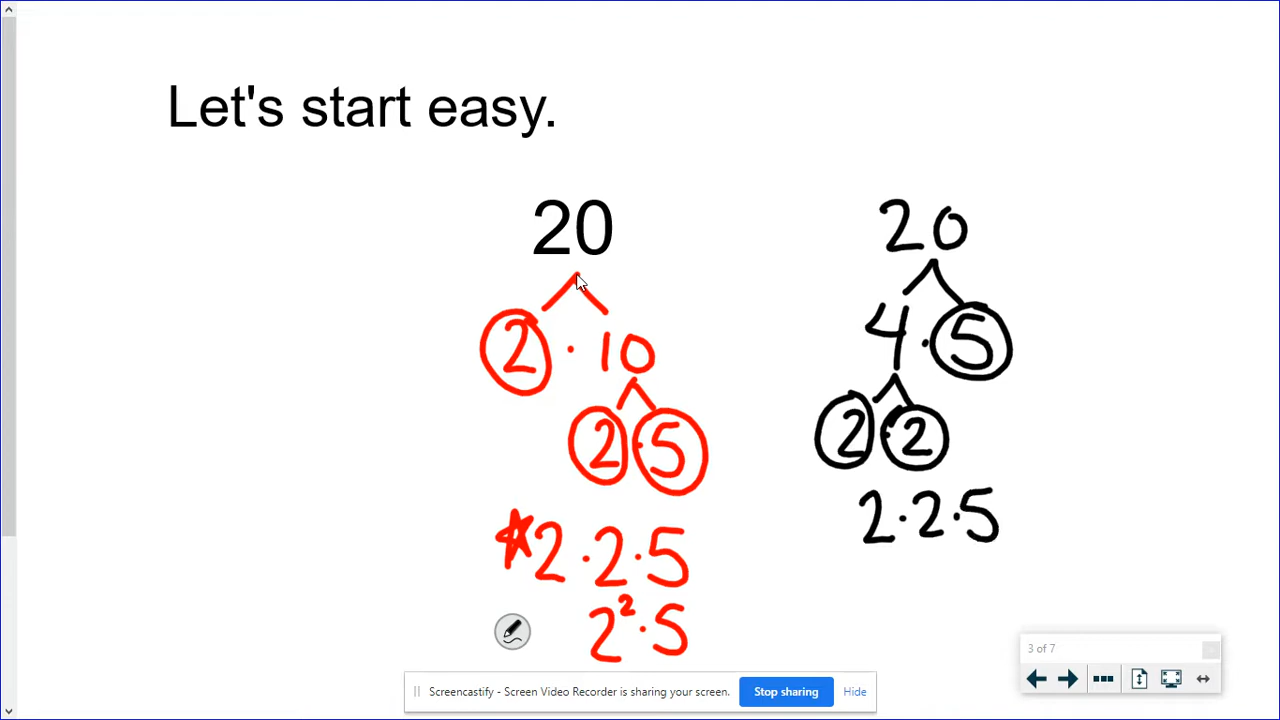 Let's start easy.
20
2 · 10
2 · 5
*2·2·5
2²·5
20
4 · 5
2 · 2
2·2·5
3 of 7
Screencastify - Screen Video Recorder is sharing your screen.
Stop sharing
Hide